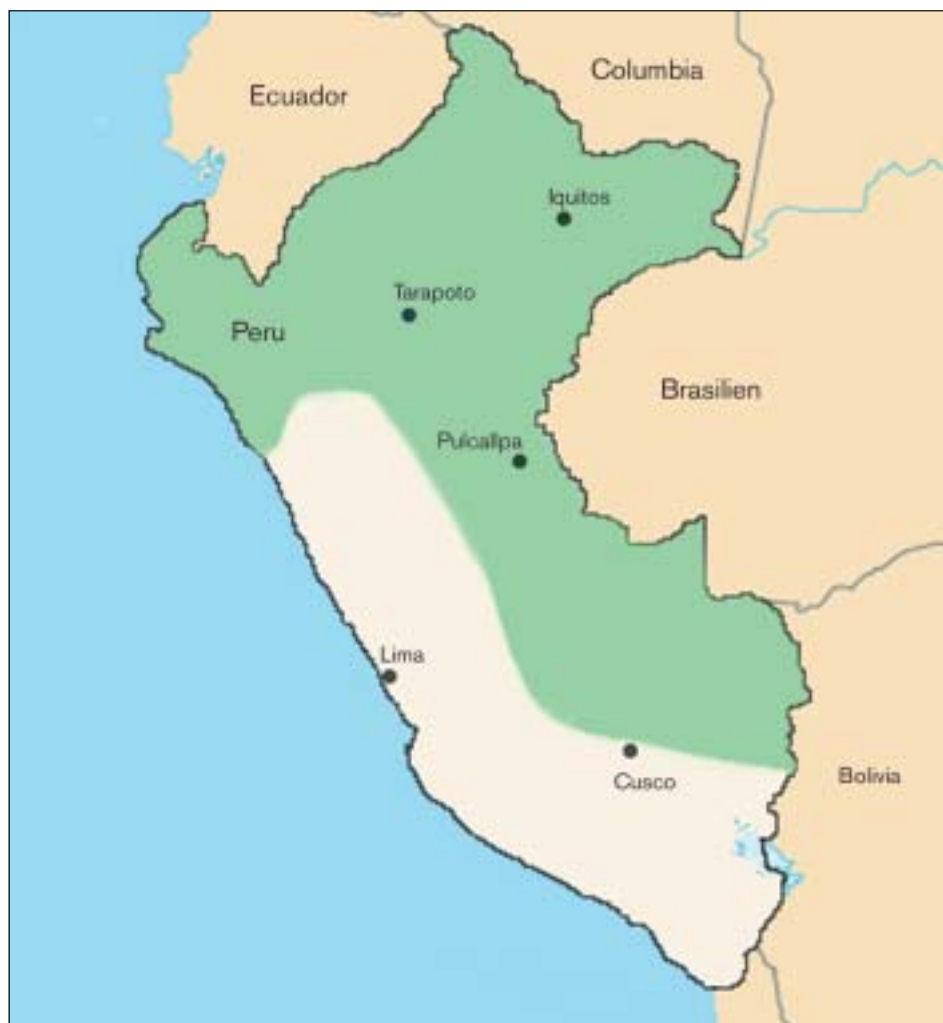 Columbia
Ecuador
Iquitos
Tarapoto
Peru
Brasilien
Pulcallpa
Lima
Bolivia
Cusco